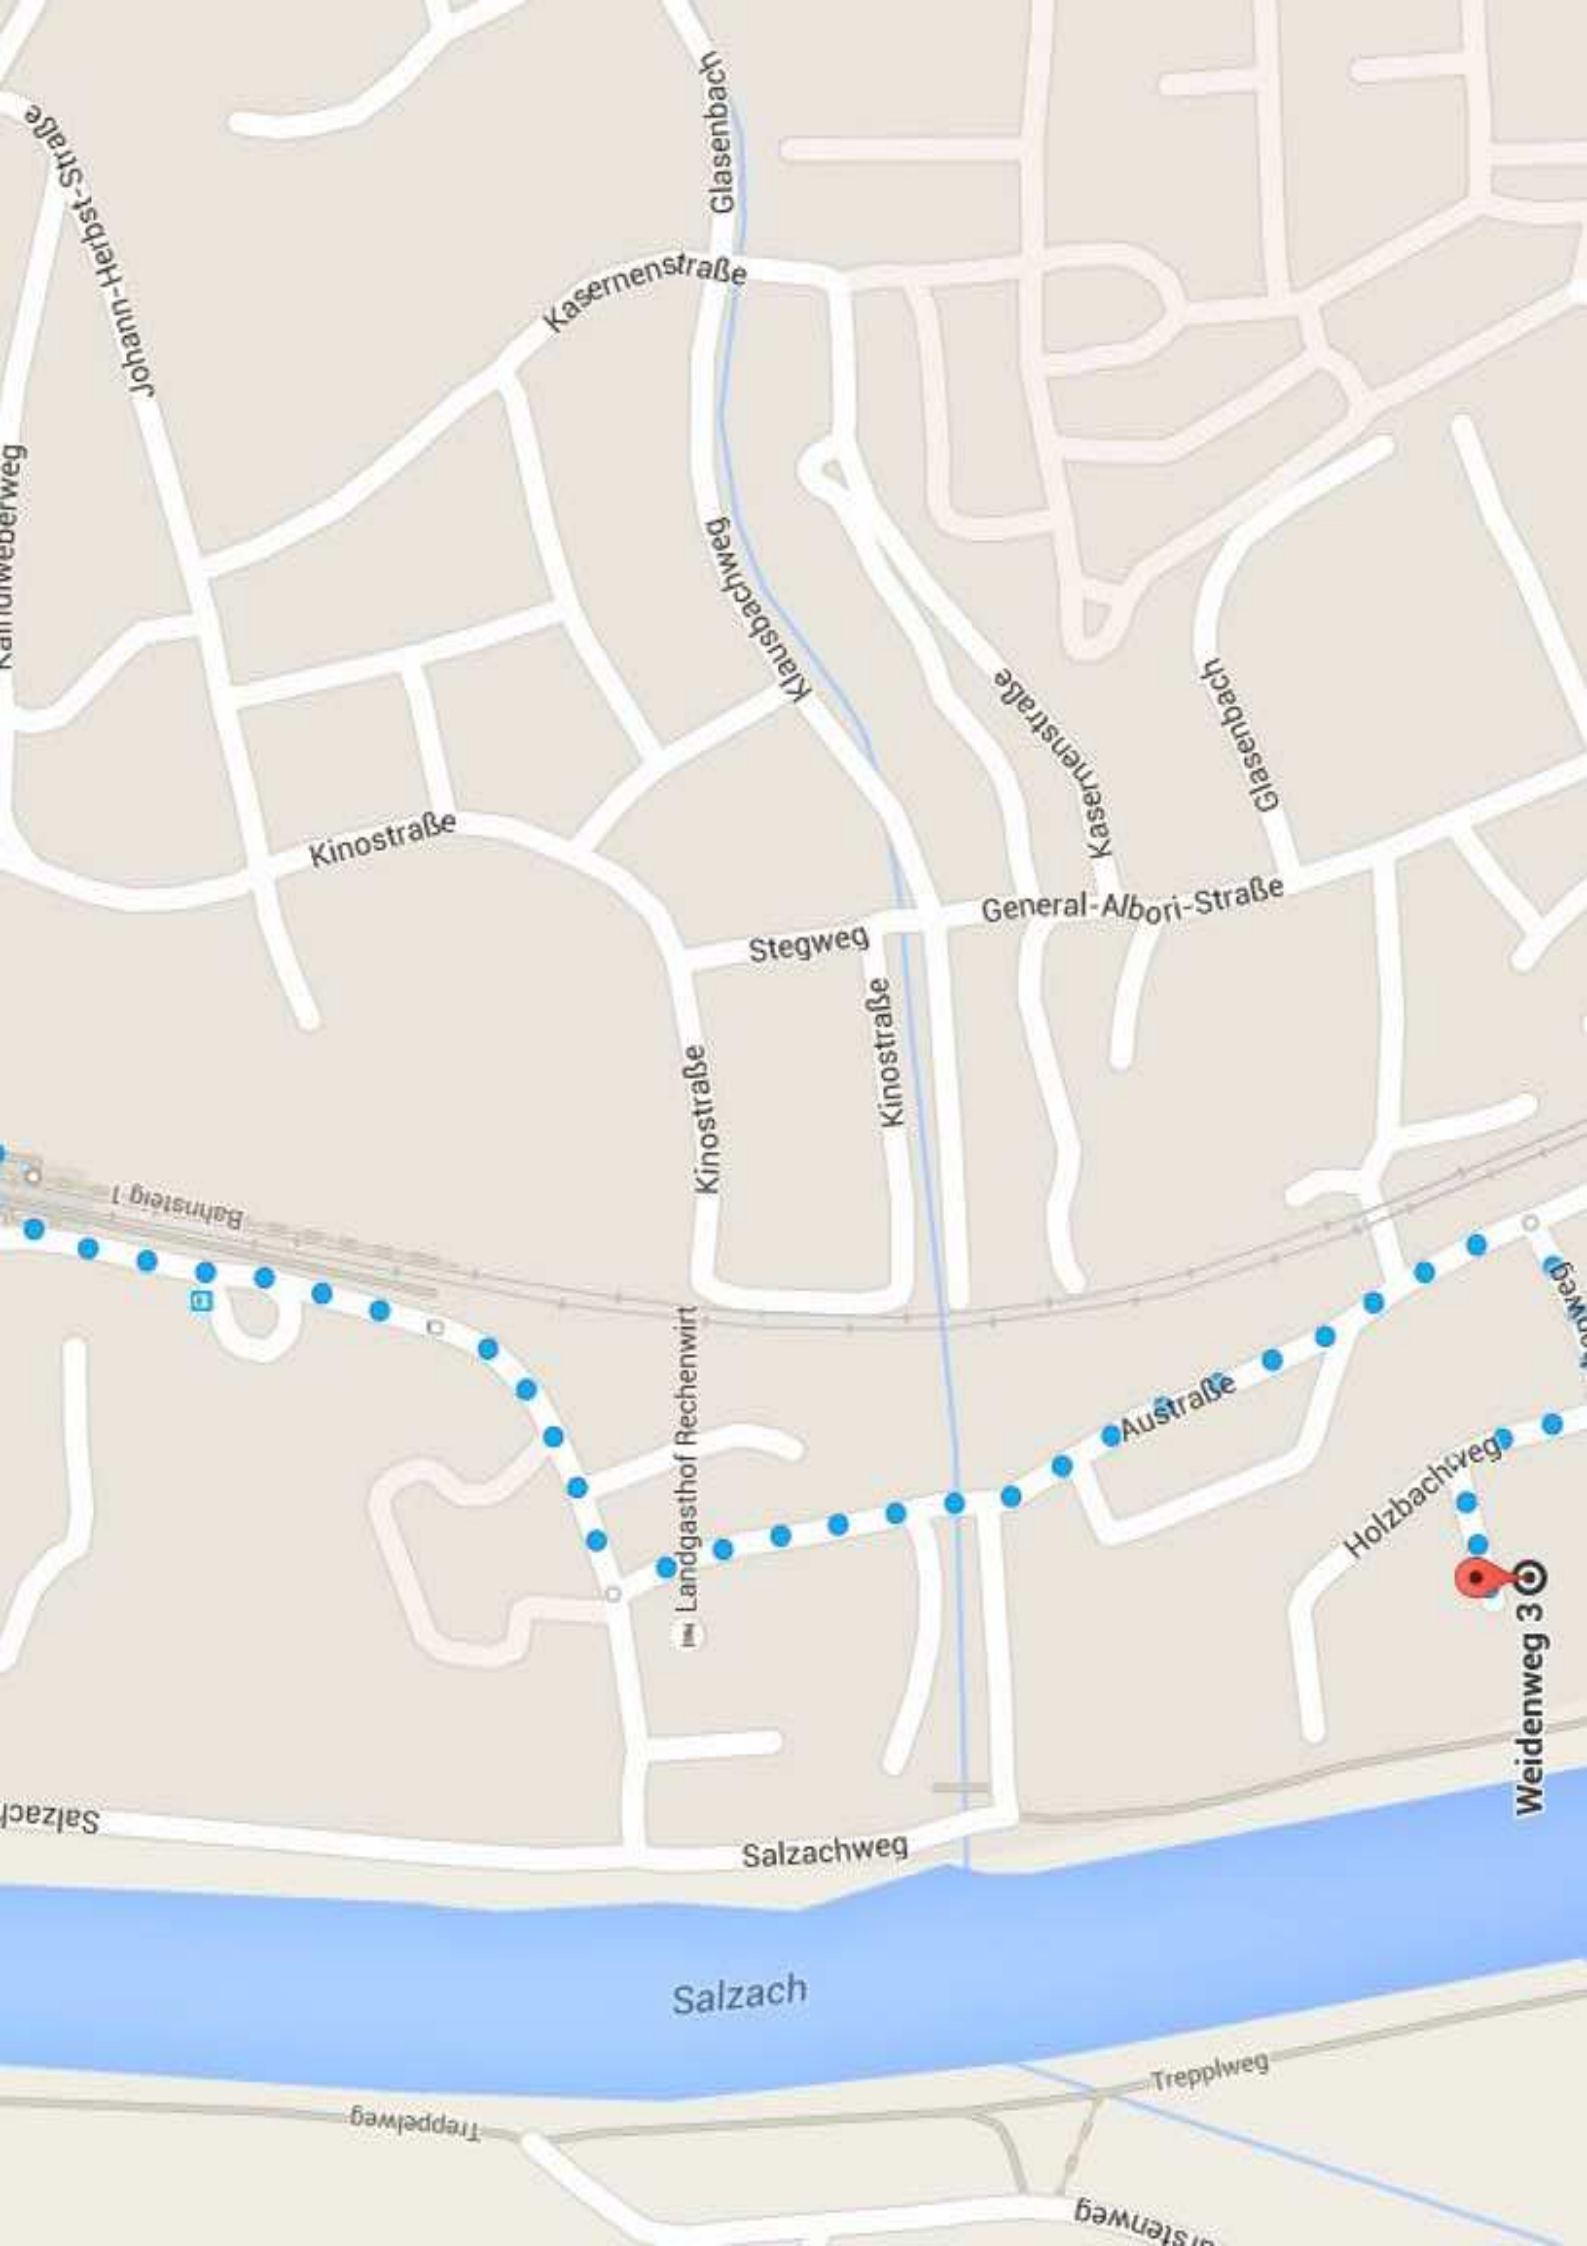 Glasenbach
Johann-Herbst-Straße
Kasernenstraße
Klausbachweg
Kasernenstraße
Glasenbach
Kinostraße
General-Albori-Straße
Stegweg
Kinostraße
Kinostraße
Bahnsteig 1
Landgasthof Rechenwirt
Austraße
Holzbachweg
Weidenweg 3
Salzach
Salzachweg
Salzach
Trepplweg
Treppelweg